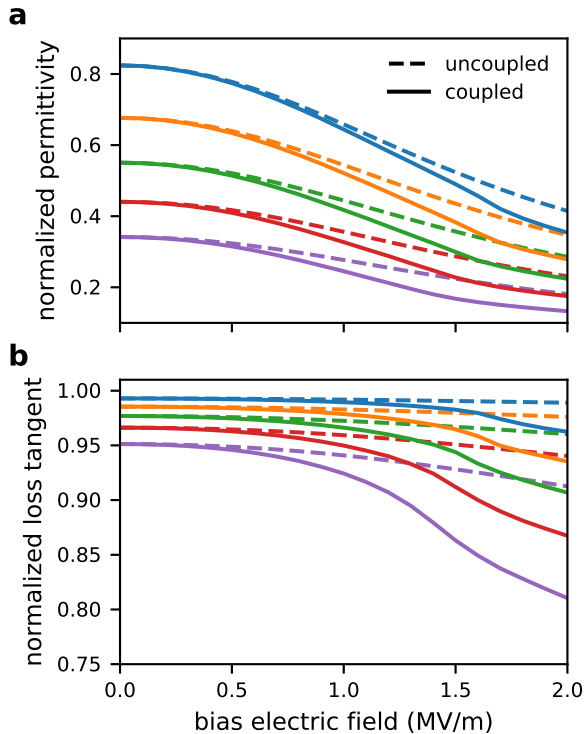 a
normalized permittivity
0.8
0.6
0.4
0.2
uncoupled
coupled
b
normalized loss tangent
1.00
0.95
0.90
0.85
0.80
0.75
0.0 0.5 1.0 1.5 2.0
bias electric field (MV/m)